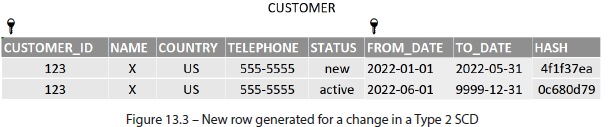 CUSTOMER
CUSTOMER_ID NAME COUNTRY TELEPHONE STATUS FROM_DATE TO_DATE HASH
123 X US 555-5555 new 2022-01-01 2022-05-31 4f1f37ea
123 X US 555-5555 active 2022-06-01 9999-12-31 0c680d79
Figure 13.3 – New row generated for a change in a Type 2 SCD